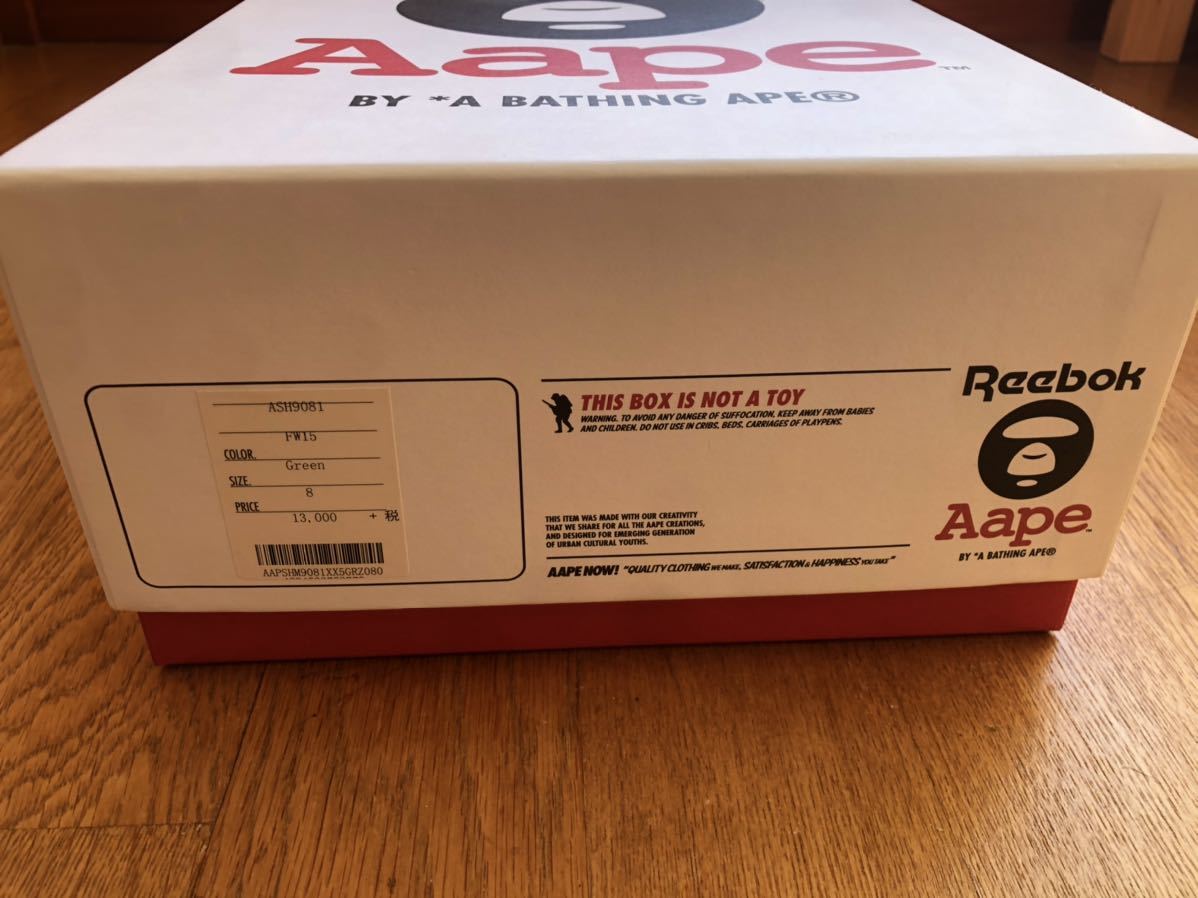 Aape™
BY *A BATHING APE®
ASH9081
FW15
COLOR.
Green
SIZE.
8
PRICE
13,000 + 税
AAPSHM9081XX5GRZ080
THIS BOX IS NOT A TOY
WARNING. TO AVOID ANY DANGER OF SUFFOCATION, KEEP AWAY FROM BABIES
AND CHILDREN. DO NOT USE IN CRIBS. BEDS. CARRIAGES OF PLAYPENS.
THIS ITEM WAS MADE WITH OUR CREATIVITY
THAT WE SHARE FOR ALL THE AAPE CREATIONS,
AND DESIGNED FOR EMERGING GENERATION
OF URBAN CULTURAL YOUTHS.
AAPE NOW! "QUALITY CLOTHING WE MAKE, SATISFACTION & HAPPINESS YOU TAKE"
Reebok
Aape™
BY *A BATHING APE®